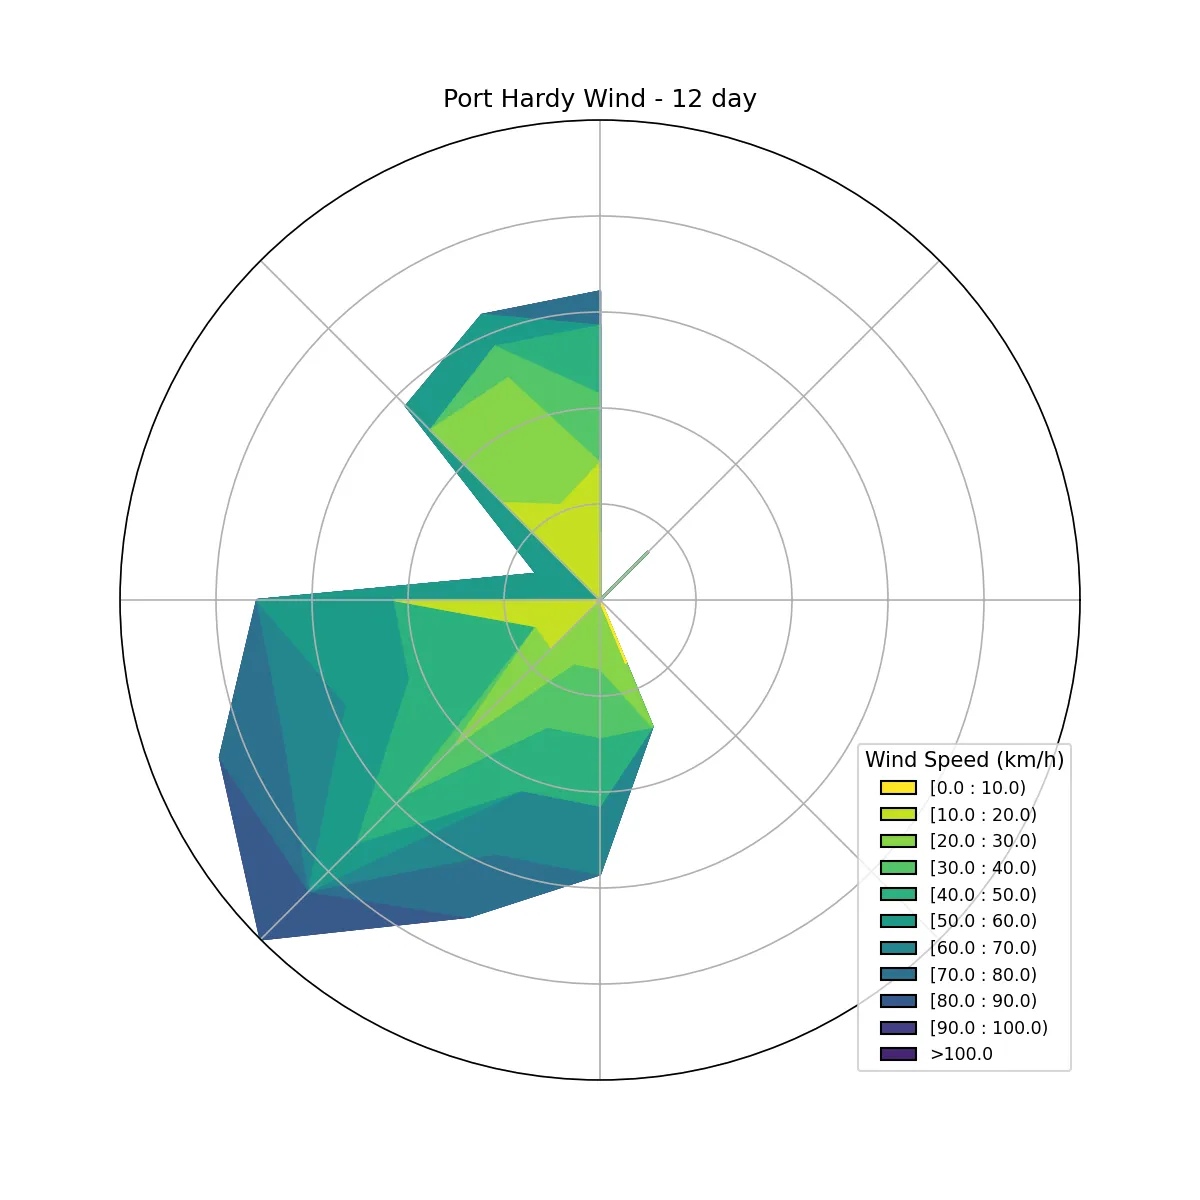 Port Hardy Wind - 12 day
Wind Speed (km/h)
[0.0 : 10.0)
[10.0 : 20.0)
[20.0 : 30.0)
[30.0 : 40.0)
[40.0 : 50.0)
[50.0 : 60.0)
[60.0 : 70.0)
[70.0 : 80.0)
[80.0 : 90.0)
[90.0 : 100.0)
>100.0